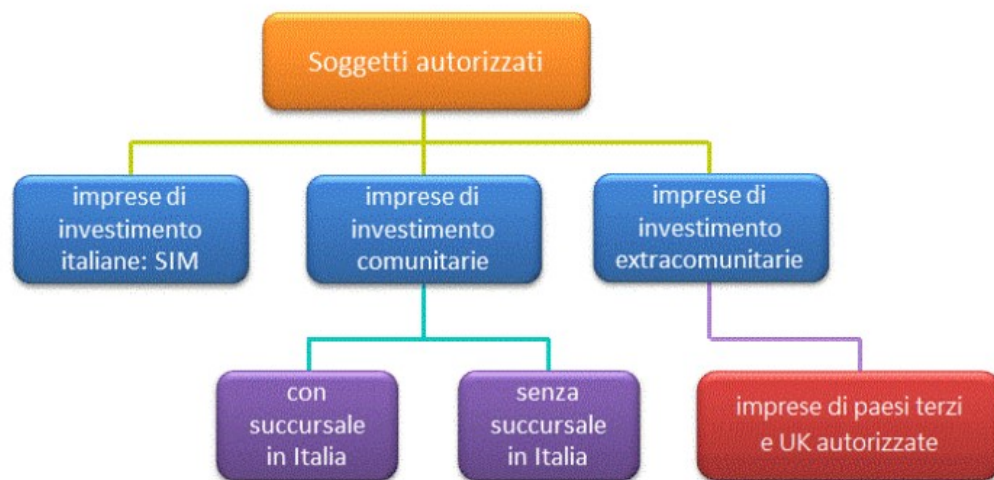 Soggetti autorizzati
imprese di
investimento
italiane: SIM
imprese di
investimento
comunitarie
imprese di
investimento
extracomunitarie
con
succursale
in Italia
senza
succursale
in Italia
imprese di paesi terzi
e UK autorizzate